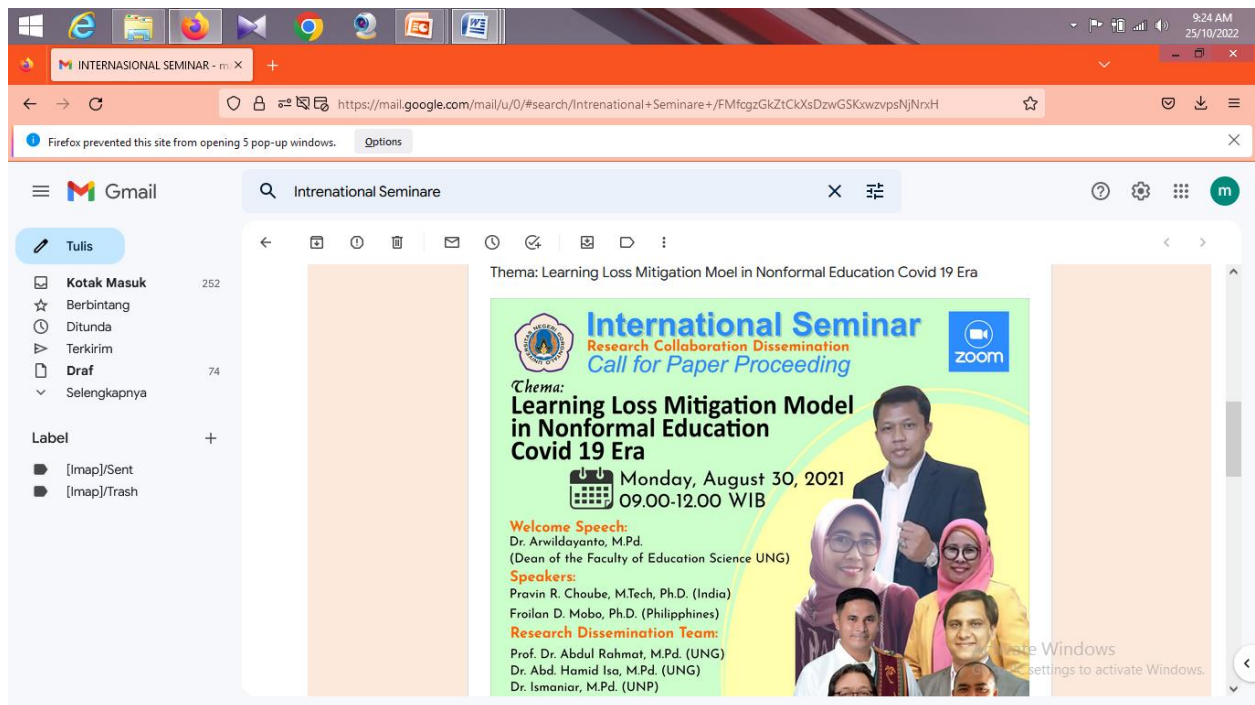 9:24 AM
25/10/2022
INTERNASIONAL SEMINAR - m
https://mail.google.com/mail/u/0/#search/Intrenational+Seminare+/FMfcgzGkZtCkXsDzwGSKxwzvpsNjNrxH
Firefox prevented this site from opening 5 pop-up windows. Options
Gmail
Intrenational Seminare
m
Tulis
Kotak Masuk 252
Berbintang
Ditunda
Terkirim
Draf 74
Selengkapnya
Label
[Imap]/Sent
[Imap]/Trash
Thema: Learning Loss Mitigation Moel in Nonformal Education Covid 19 Era
International Seminar
Research Collaboration Dissemination
Call for Paper Proceeding
zoom
Thema:
Learning Loss Mitigation Model
in Nonformal Education
Covid 19 Era
Monday, August 30, 2021
09.00-12.00 WIB
Welcome Speech:
Dr. Arwildayanto, M.Pd.
(Dean of the Faculty of Education Science UNG)
Speakers:
Pravin R. Choube, M.Tech, Ph.D. (India)
Froilan D. Mobo, Ph.D. (Philipphines)
Research Dissemination Team:
Prof. Dr. Abdul Rahmat, M.Pd. (UNG)
Dr. Abd. Hamid Isa, M.Pd. (UNG)
Dr. Ismaniar, M.Pd. (UNP)
Windows
settings to activate Windows.